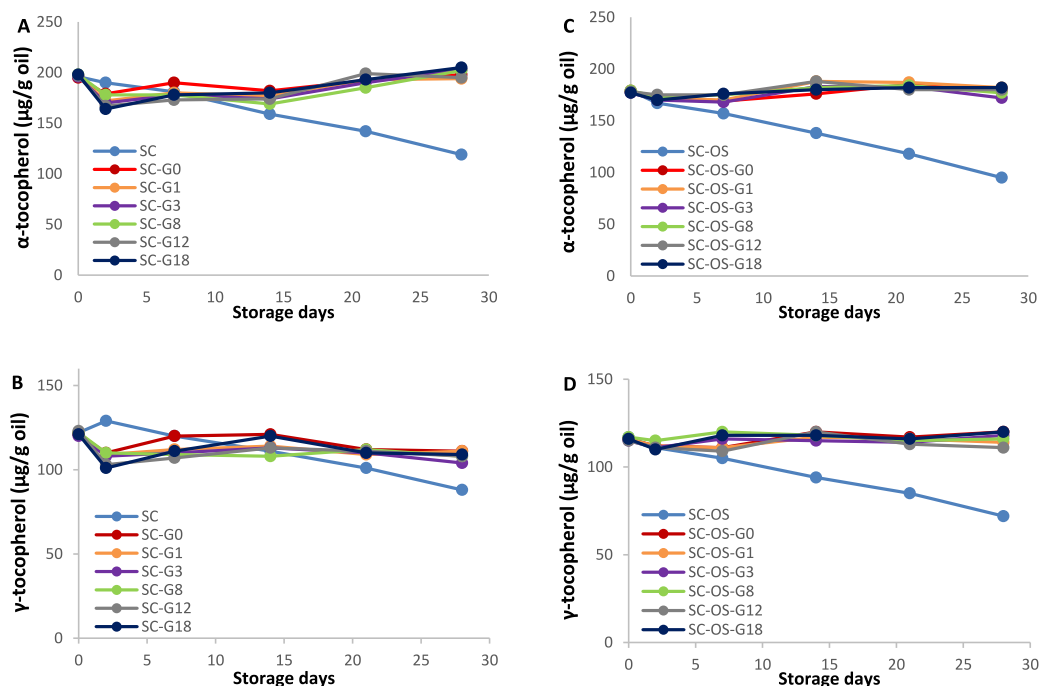 A
α-tocopherol (µg/g oil)
250
200
150
100
50
0
SC
SC-G0
SC-G1
SC-G3
SC-G8
SC-G12
SC-G18
0 5 10 15 20 25 30
Storage days
C
α-tocopherol (µg/g oil)
250
200
150
100
50
0
SC-OS
SC-OS-G0
SC-OS-G1
SC-OS-G3
SC-OS-G8
SC-OS-G12
SC-OS-G18
0 5 10 15 20 25 30
Storage days
B
γ-tocopherol (µg/g oil)
150
100
50
0
SC
SC-G0
SC-G1
SC-G3
SC-G8
SC-G12
SC-G18
0 5 10 15 20 25 30
Storage days
D
γ-tocopherol (µg/g oil)
150
100
50
0
SC-OS
SC-OS-G0
SC-OS-G1
SC-OS-G3
SC-OS-G8
SC-OS-G12
SC-OS-G18
0 5 10 15 20 25 30
Storage days